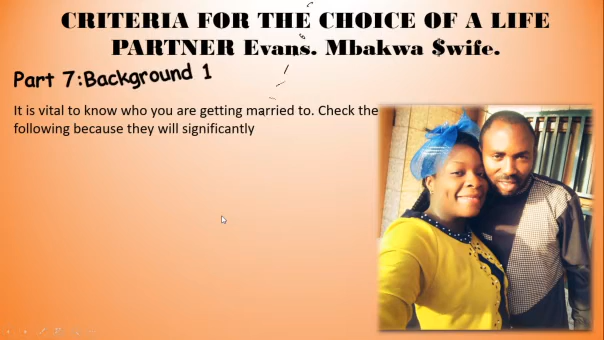 CRITERIA FOR THE CHOICE OF A LIFE
PARTNER Evans. Mbakwa $wife.
Part 7:Background 1
It is vital to know who you are getting married to. Check the
following because they will significantly